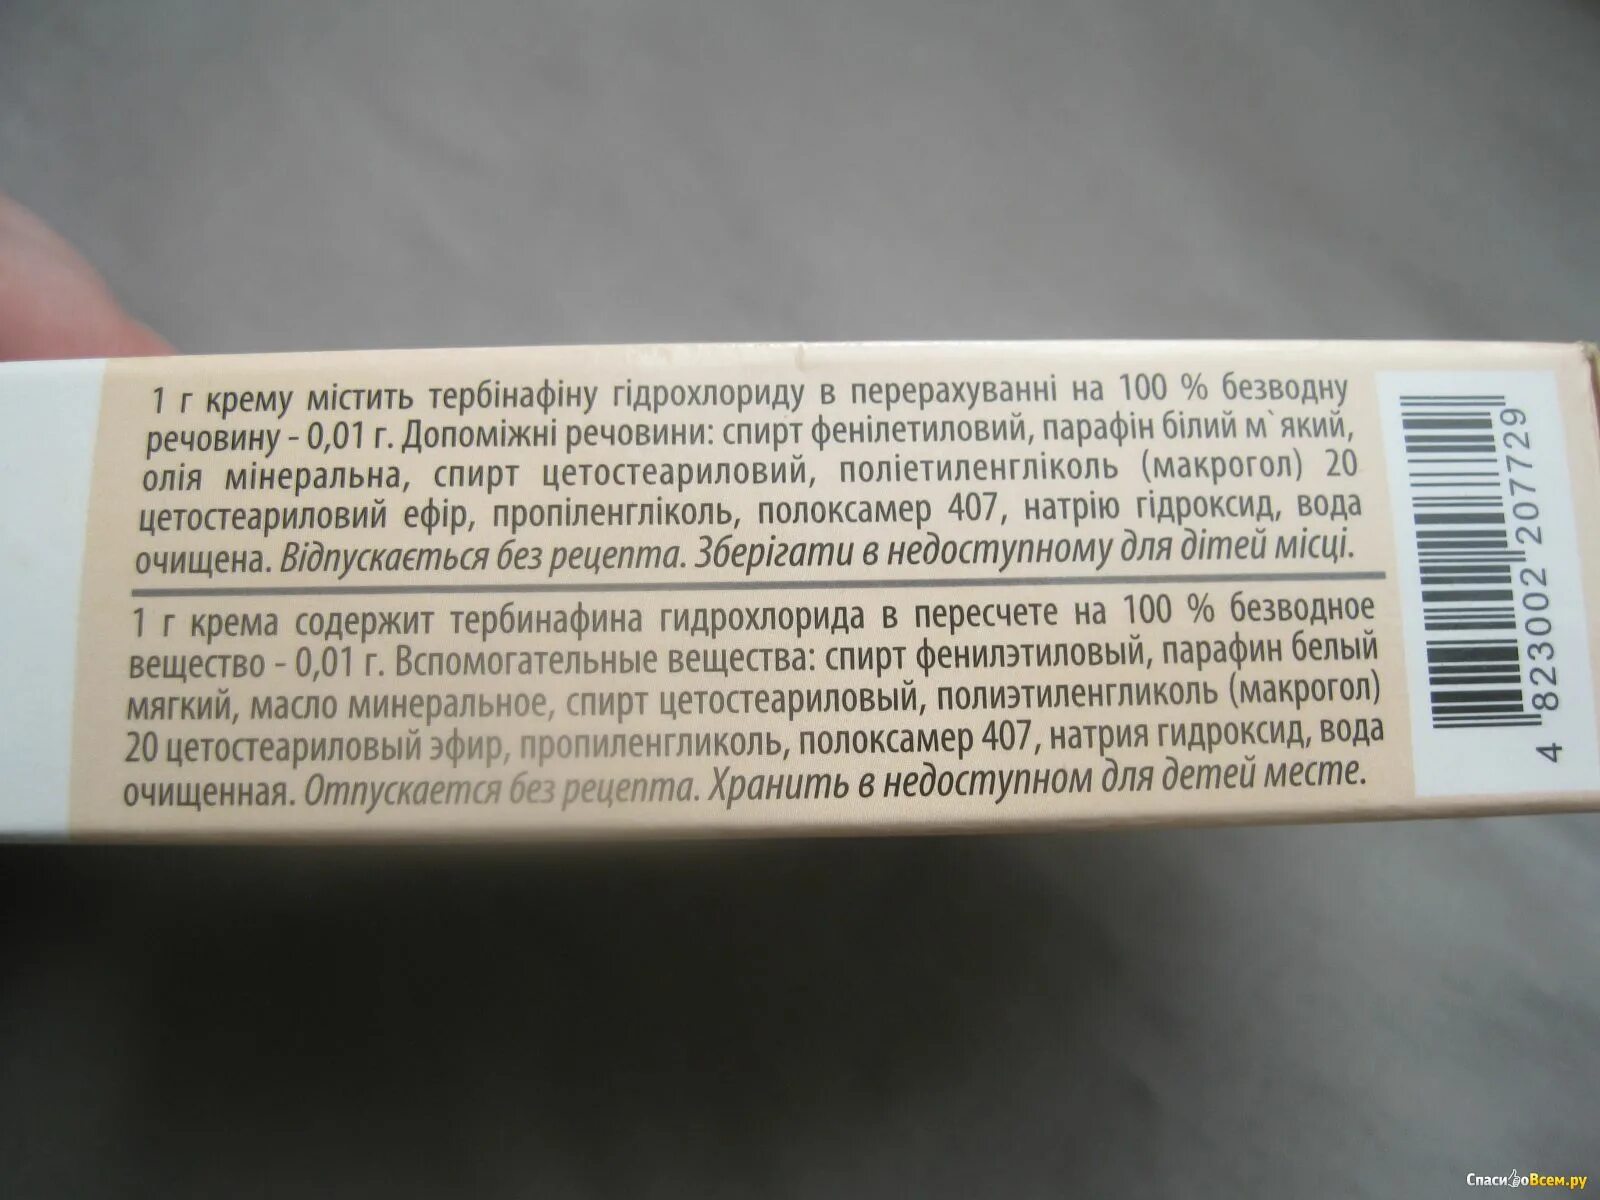 1 г крему містить тербінафіну гідрохлориду в перерахуванні на 100 % безводну
речовину - 0,01 г. Допоміжні речовини: спирт фенілетиловий, парафін білий м`який,
олія мінеральна, спирт цетостеариловий, поліетиленгліколь (макрогол) 20
цетостеариловий ефір, пропіленгліколь, полоксамер 407, натрію гідроксид, вода
очищена. Відпускається без рецепта. Зберігати в недоступному для дітей місці.
1 г крема содержит тербинафина гидрохлорида в пересчете на 100 % безводное
вещество - 0,01 г. Вспомогательные вещества: спирт фенилэтиловый, парафин белый
мягкий, масло минеральное, спирт цетостеариловый, полиэтиленгликоль (макрогол)
20 цетостеариловый эфир, пропиленгликоль, полоксамер 407, натрия гидроксид, вода
очищенная. Отпускается без рецепта. Хранить в недоступном для детей месте.
4 823002 207729
СпасибоВсем.ру